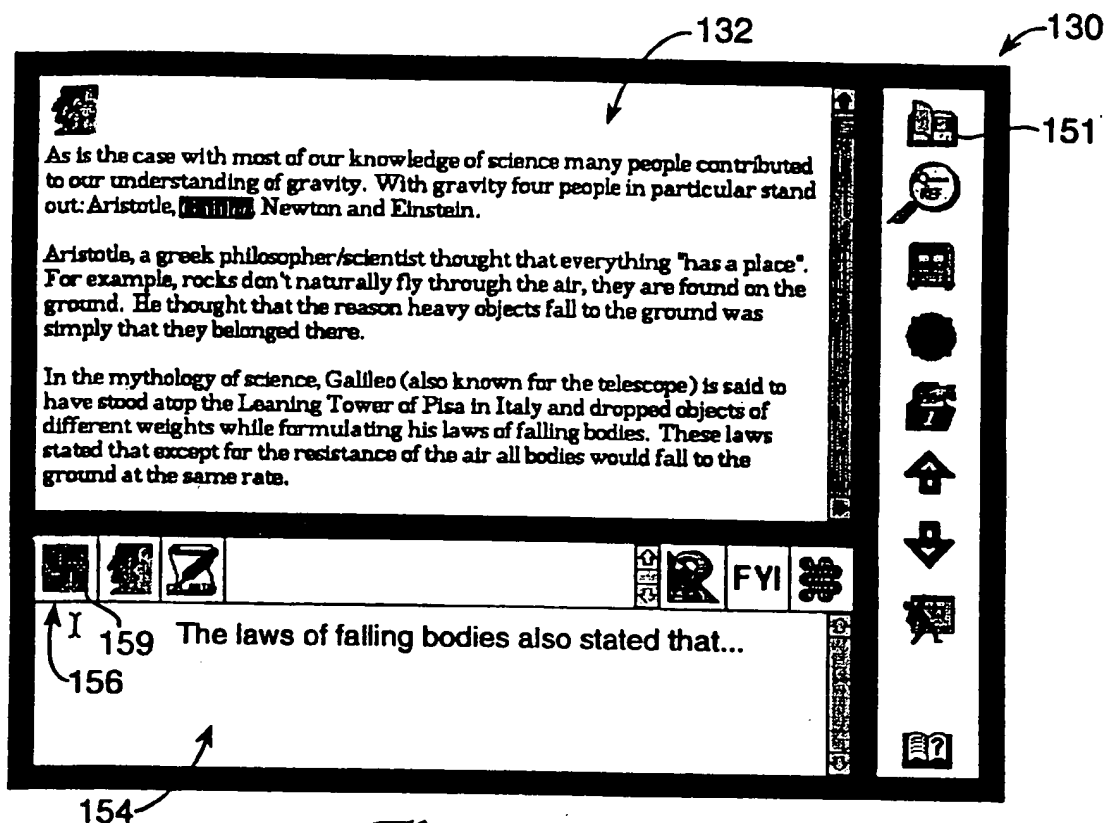 132
130
151
As is the case with most of our knowledge of science many people contributed
to our understanding of gravity. With gravity four people in particular stand
out: Aristotle, Newton and Einstein.
Aristotle, a greek philosopher/scientist thought that everything "has a place".
For example, rocks don't naturally fly through the air, they are found on the
ground. He thought that the reason heavy objects fall to the ground was
simply that they belonged there.
In the mythology of science, Galileo (also known for the telescope) is said to
have stood atop the Leaning Tower of Pisa in Italy and dropped objects of
different weights while formulating his laws of falling bodies. These laws
stated that except for the resistance of the air all bodies would fall to the
ground at the same rate.
REF
1
FYI
159
The laws of falling bodies also stated that...
156
?
154